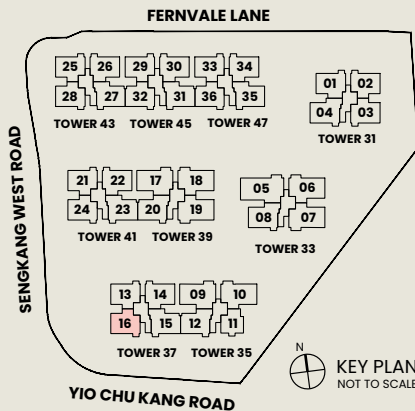 FERNVALE LANE
25 26 29 30 33 34
28 27 32 31 36 35
TOWER 43 TOWER 45 TOWER 47
01 02
04 03
TOWER 31
SENGKANG WEST ROAD
21 22 17 18
24 23 20 19
TOWER 41 TOWER 39
05 06
08 07
TOWER 33
13 14 09 10
16 15 12 11
TOWER 37 TOWER 35
YIO CHU KANG ROAD
N
KEY PLAN
NOT TO SCALE